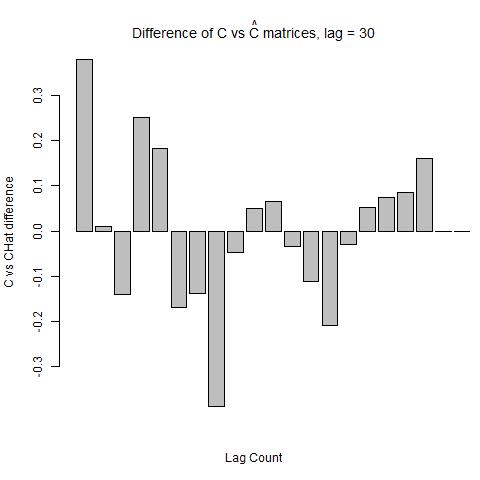 Difference of C vs Ĉ matrices, lag = 30
0.3
0.2
0.1
0.0
-0.1
-0.2
-0.3
C vs CHat difference
Lag Count